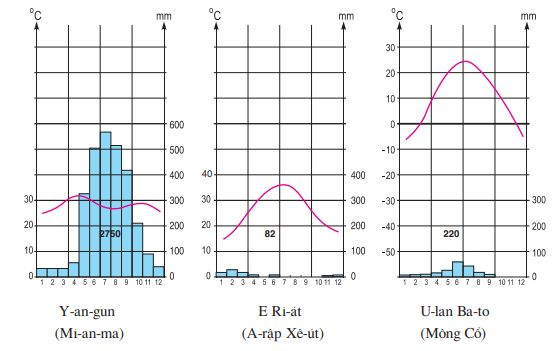 °C mm °C mm °C mm
30
20
600 10
500 0
40 400 40 400 -10
30 300 30 300 -20 300
20 200 20 200 -30 200
10 100 10 100 -40 100
0 0 0 0 -50 0
2750 82 220
1 2 3 4 5 6 7 8 9 10 11 12
1 2 3 4 5 6 7 8 9 10 11 12
1 2 3 4 5 6 7 8 9 10 11 12
Y-an-gun
(Mi-an-ma)
E Ri-át
(A-rập Xê-út)
U-lan Ba-to
(Mông Cổ)